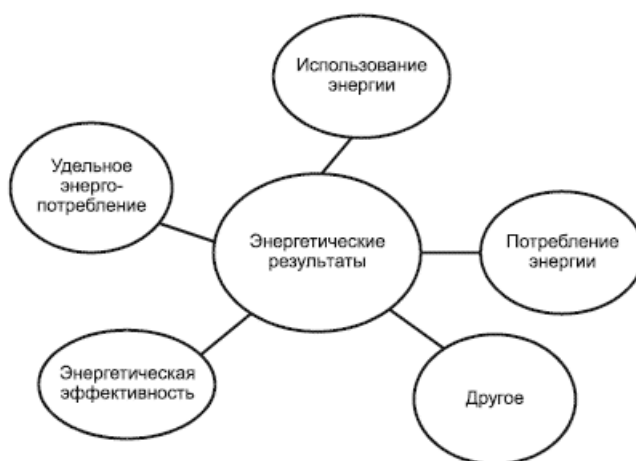 Использование
энергии
Удельное
энерго-
потребление
Энергетические
результаты
Потребление
энергии
Энергетическая
эффективность
Другое